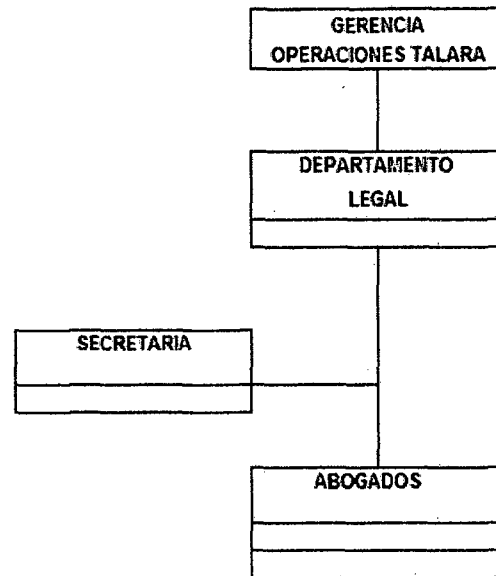 GERENCIA
OPERACIONES TALARA
DEPARTAMENTO
LEGAL
SECRETARIA
ABOGADOS